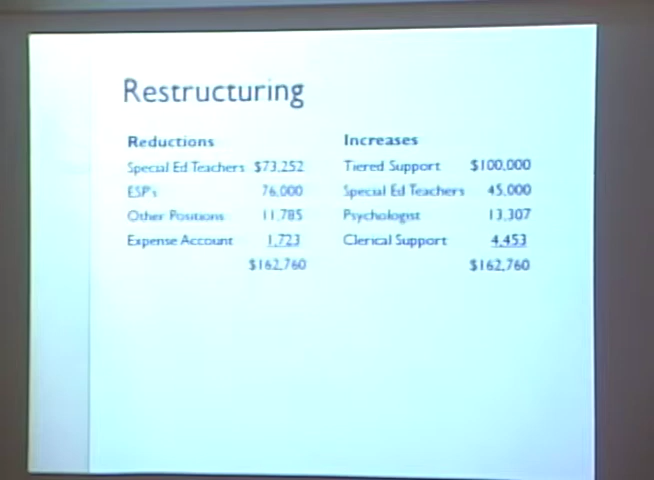 Restructuring
Reductions
Special Ed Teachers $73,252
ESP's 76,000
Other Positions 11,785
Expense Account 1,723
$162,760
Increases
Tiered Support $100,000
Special Ed Teachers 45,000
Psychologist 13,307
Clerical Support 4,453
$162,760